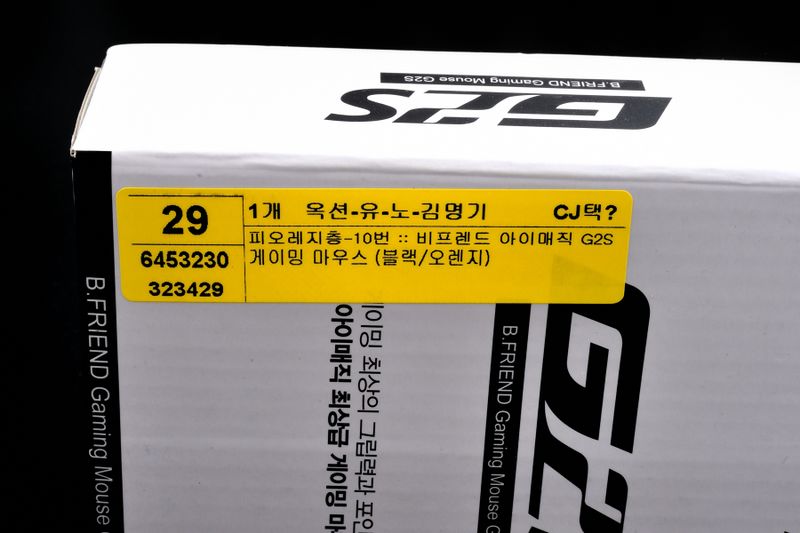 B.FRIEND Gaming Mouse G2S
G2S
29
6453230
323429
1개 옥션-유-노-김명기 CJ택?
피오레지층-10번 :: 비프렌드 아이매직 G2S
게이밍 마우스 (블랙/오렌지)
B.FRIEND Gaming Mouse G
게이밍 최상의 그립력과 포인
아이매직 최상급 게이밍 마
B.FRIEND Gaming Mouse G
G2S